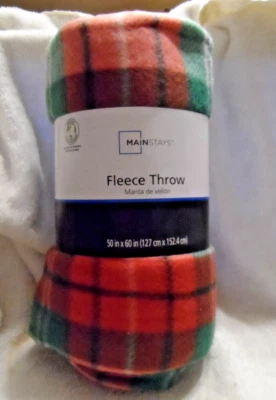 MAINSTAYS
Fleece Throw
Manta de vellón
50 in x 60 in (127 cm x 152.4 cm)